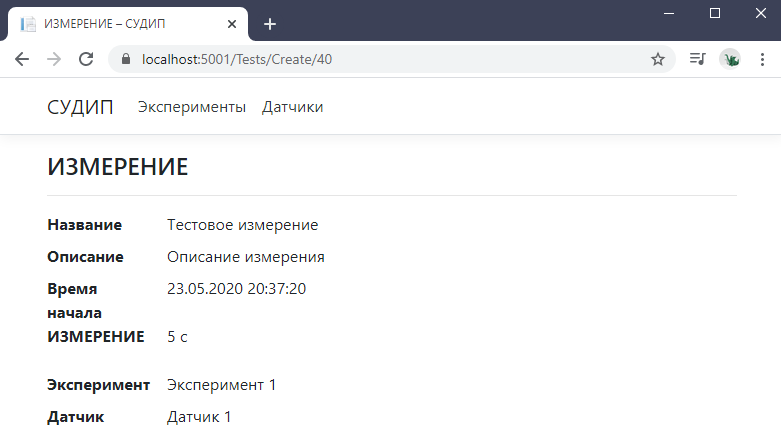 ИЗМЕРЕНИЕ – СУДИП
localhost:5001/Tests/Create/40
СУДИП Эксперименты Датчики
ИЗМЕРЕНИЕ
Название Тестовое измерение
Описание Описание измерения
Время начала 23.05.2020 20:37:20
ИЗМЕРЕНИЕ 5 с
Эксперимент Эксперимент 1
Датчик Датчик 1